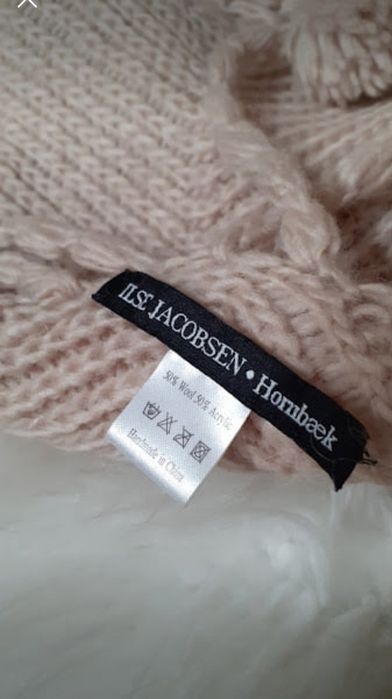 ILSE JACOBSEN • Hornbæk
50% Wool 50% Acrylic
Handmade in China